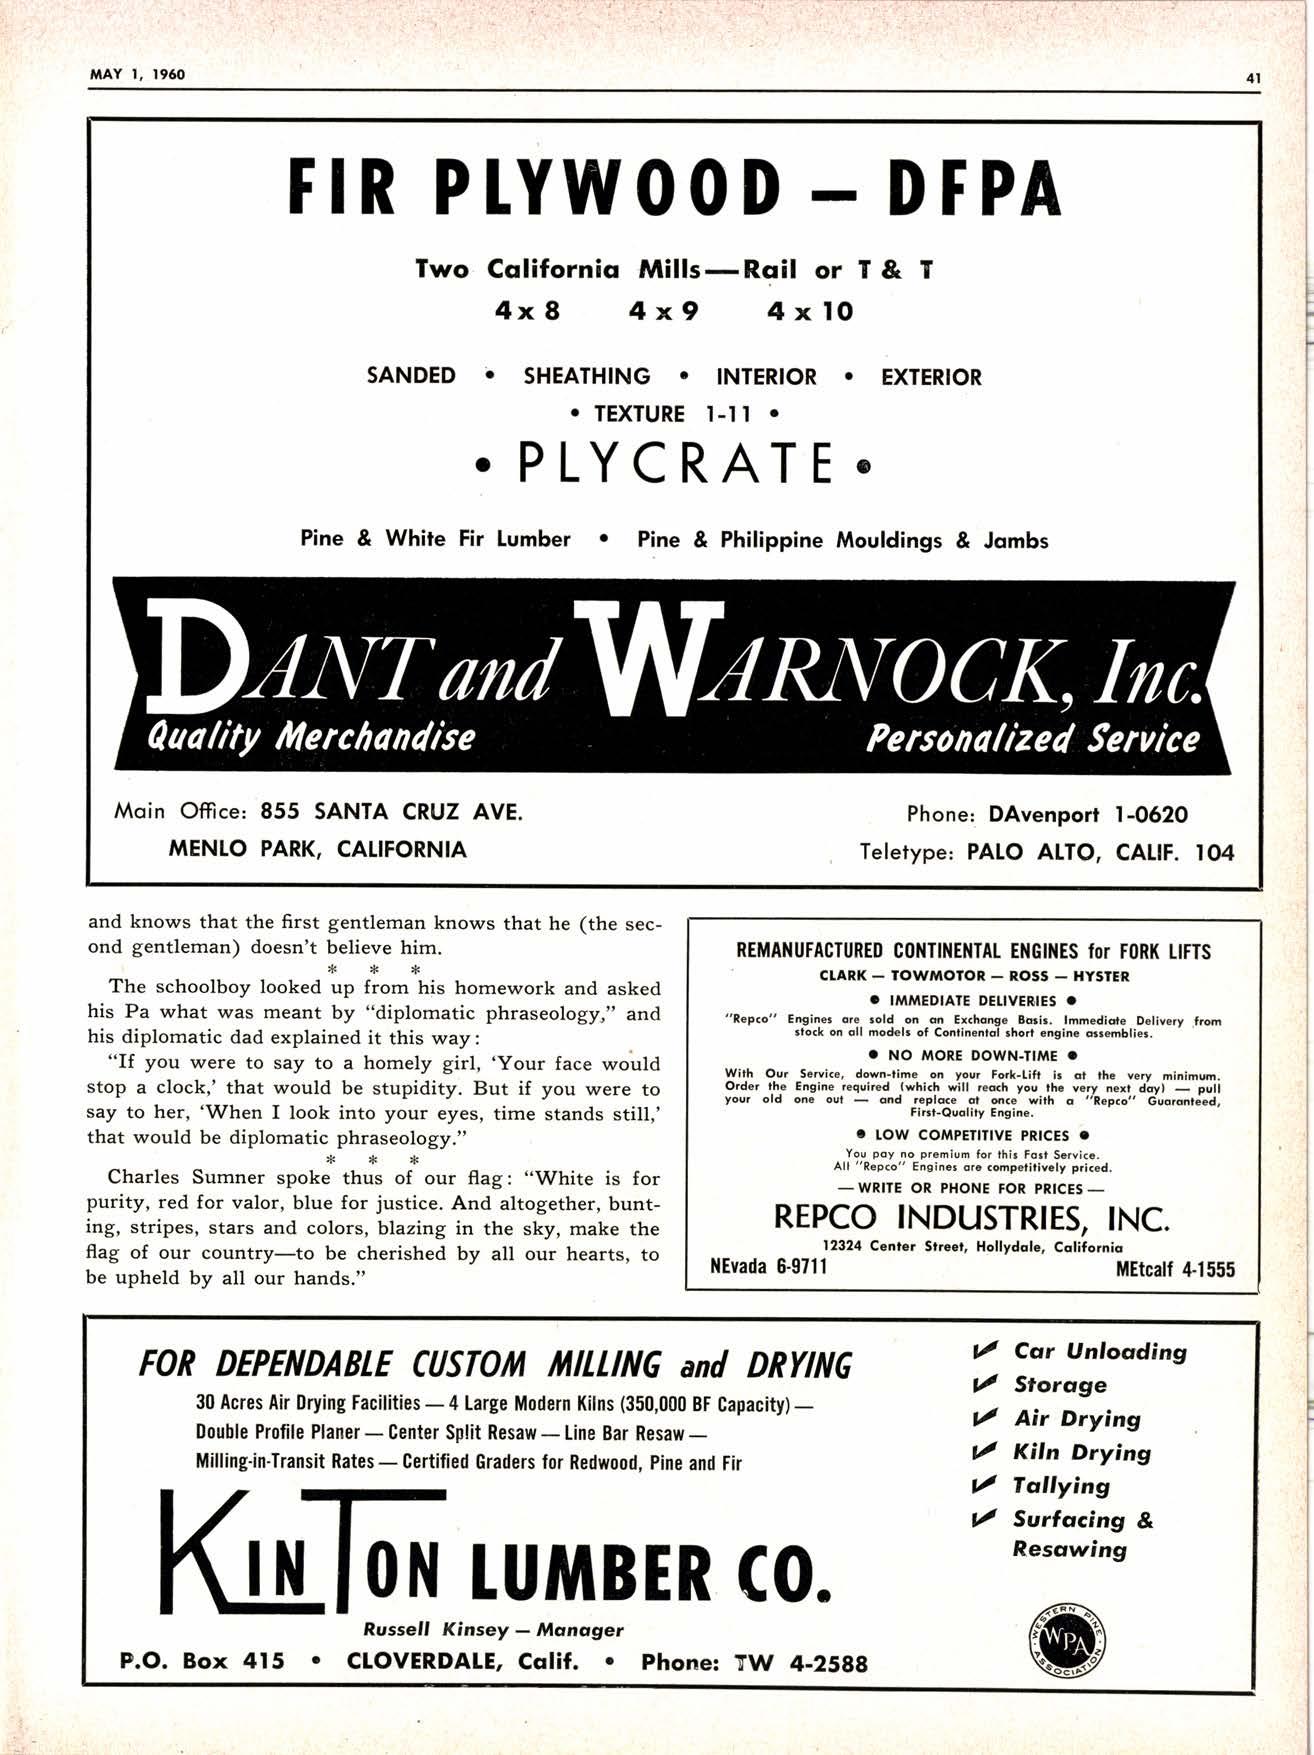 MAY 1, 1960
41
FIR PLYWOOD — DFPA
Two California Mills—Rail or T & T
4 x 8 4 x 9 4 x 10
SANDED • SHEATHING • INTERIOR • EXTERIOR
• TEXTURE 1-11 •
• PLYCRATE •
Pine & White Fir Lumber • Pine & Philippine Mouldings & Jambs
DANT and WARNOCK, Inc.
Quality Merchandise Personalized Service
Main Office: 855 SANTA CRUZ AVE.
MENLO PARK, CALIFORNIA
Phone: DAvenport 1-0620
Teletype: PALO ALTO, CALIF. 104
and knows that the first gentleman knows that he (the sec-
ond gentleman) doesn't believe him.
* * *
The schoolboy looked up from his homework and asked
his Pa what was meant by "diplomatic phraseology," and
his diplomatic dad explained it this way:
"If you were to say to a homely girl, 'Your face would
stop a clock,' that would be stupidity. But if you were to
say to her, 'When I look into your eyes, time stands still,'
that would be diplomatic phraseology."
* * *
Charles Sumner spoke thus of our flag: "White is for
purity, red for valor, blue for justice. And altogether, bunt-
ing, stripes, stars and colors, blazing in the sky, make the
flag of our country—to be cherished by all our hearts, to
be upheld by all our hands."
REMANUFACTURED CONTINENTAL ENGINES for FORK LIFTS
CLARK — TOWMOTOR — ROSS — HYSTER
• IMMEDIATE DELIVERIES •
"Repco" Engines are sold on an Exchange Basis. Immediate Delivery from
stock on all models of Continental short engine assemblies.
• NO MORE DOWN-TIME •
With Our Service, down-time on your Fork-Lift is at the very minimum.
Order the Engine required (which will reach you the very next day) — pull
your old one out — and replace at once with a "Repco" Guaranteed,
First-Quality Engine.
• LOW COMPETITIVE PRICES •
You pay no premium for this Fast Service.
All "Repco" Engines are competitively priced.
— WRITE OR PHONE FOR PRICES —
REPCO INDUSTRIES, INC.
12324 Center Street, Hollydale, California
NEvada 6-9711 MEtcalf 4-1555
FOR DEPENDABLE CUSTOM MILLING and DRYING
30 Acres Air Drying Facilities — 4 Large Modern Kilns (350,000 BF Capacity) —
Double Profile Planer — Center Split Resaw — Line Bar Resaw —
Milling-in-Transit Rates — Certified Graders for Redwood, Pine and Fir
KINTON LUMBER CO.
Russell Kinsey — Manager
P.O. Box 415 • CLOVERDALE, Calif. • Phone: TW 4-2588
✓ Car Unloading
✓ Storage
✓ Air Drying
✓ Kiln Drying
✓ Tallying
✓ Surfacing &
Resawing
WESTERN PINE
WPA
ASSOCIATION